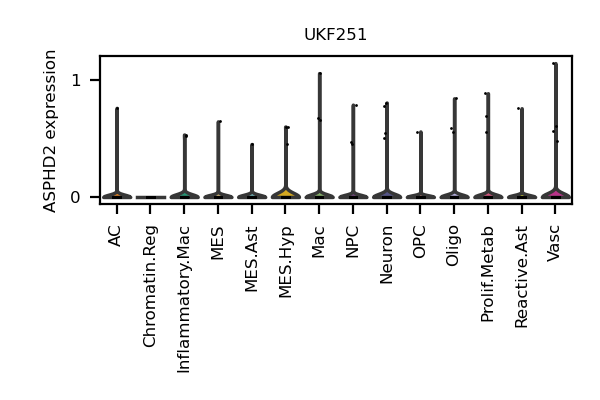 UKF251
ASPHD2 expression
1
0
AC
Chromatin.Reg
Inflammatory.Mac
MES
MES.Ast
MES.Hyp
Mac
NPC
Neuron
OPC
Oligo
Prolif.Metab
Reactive.Ast
Vasc